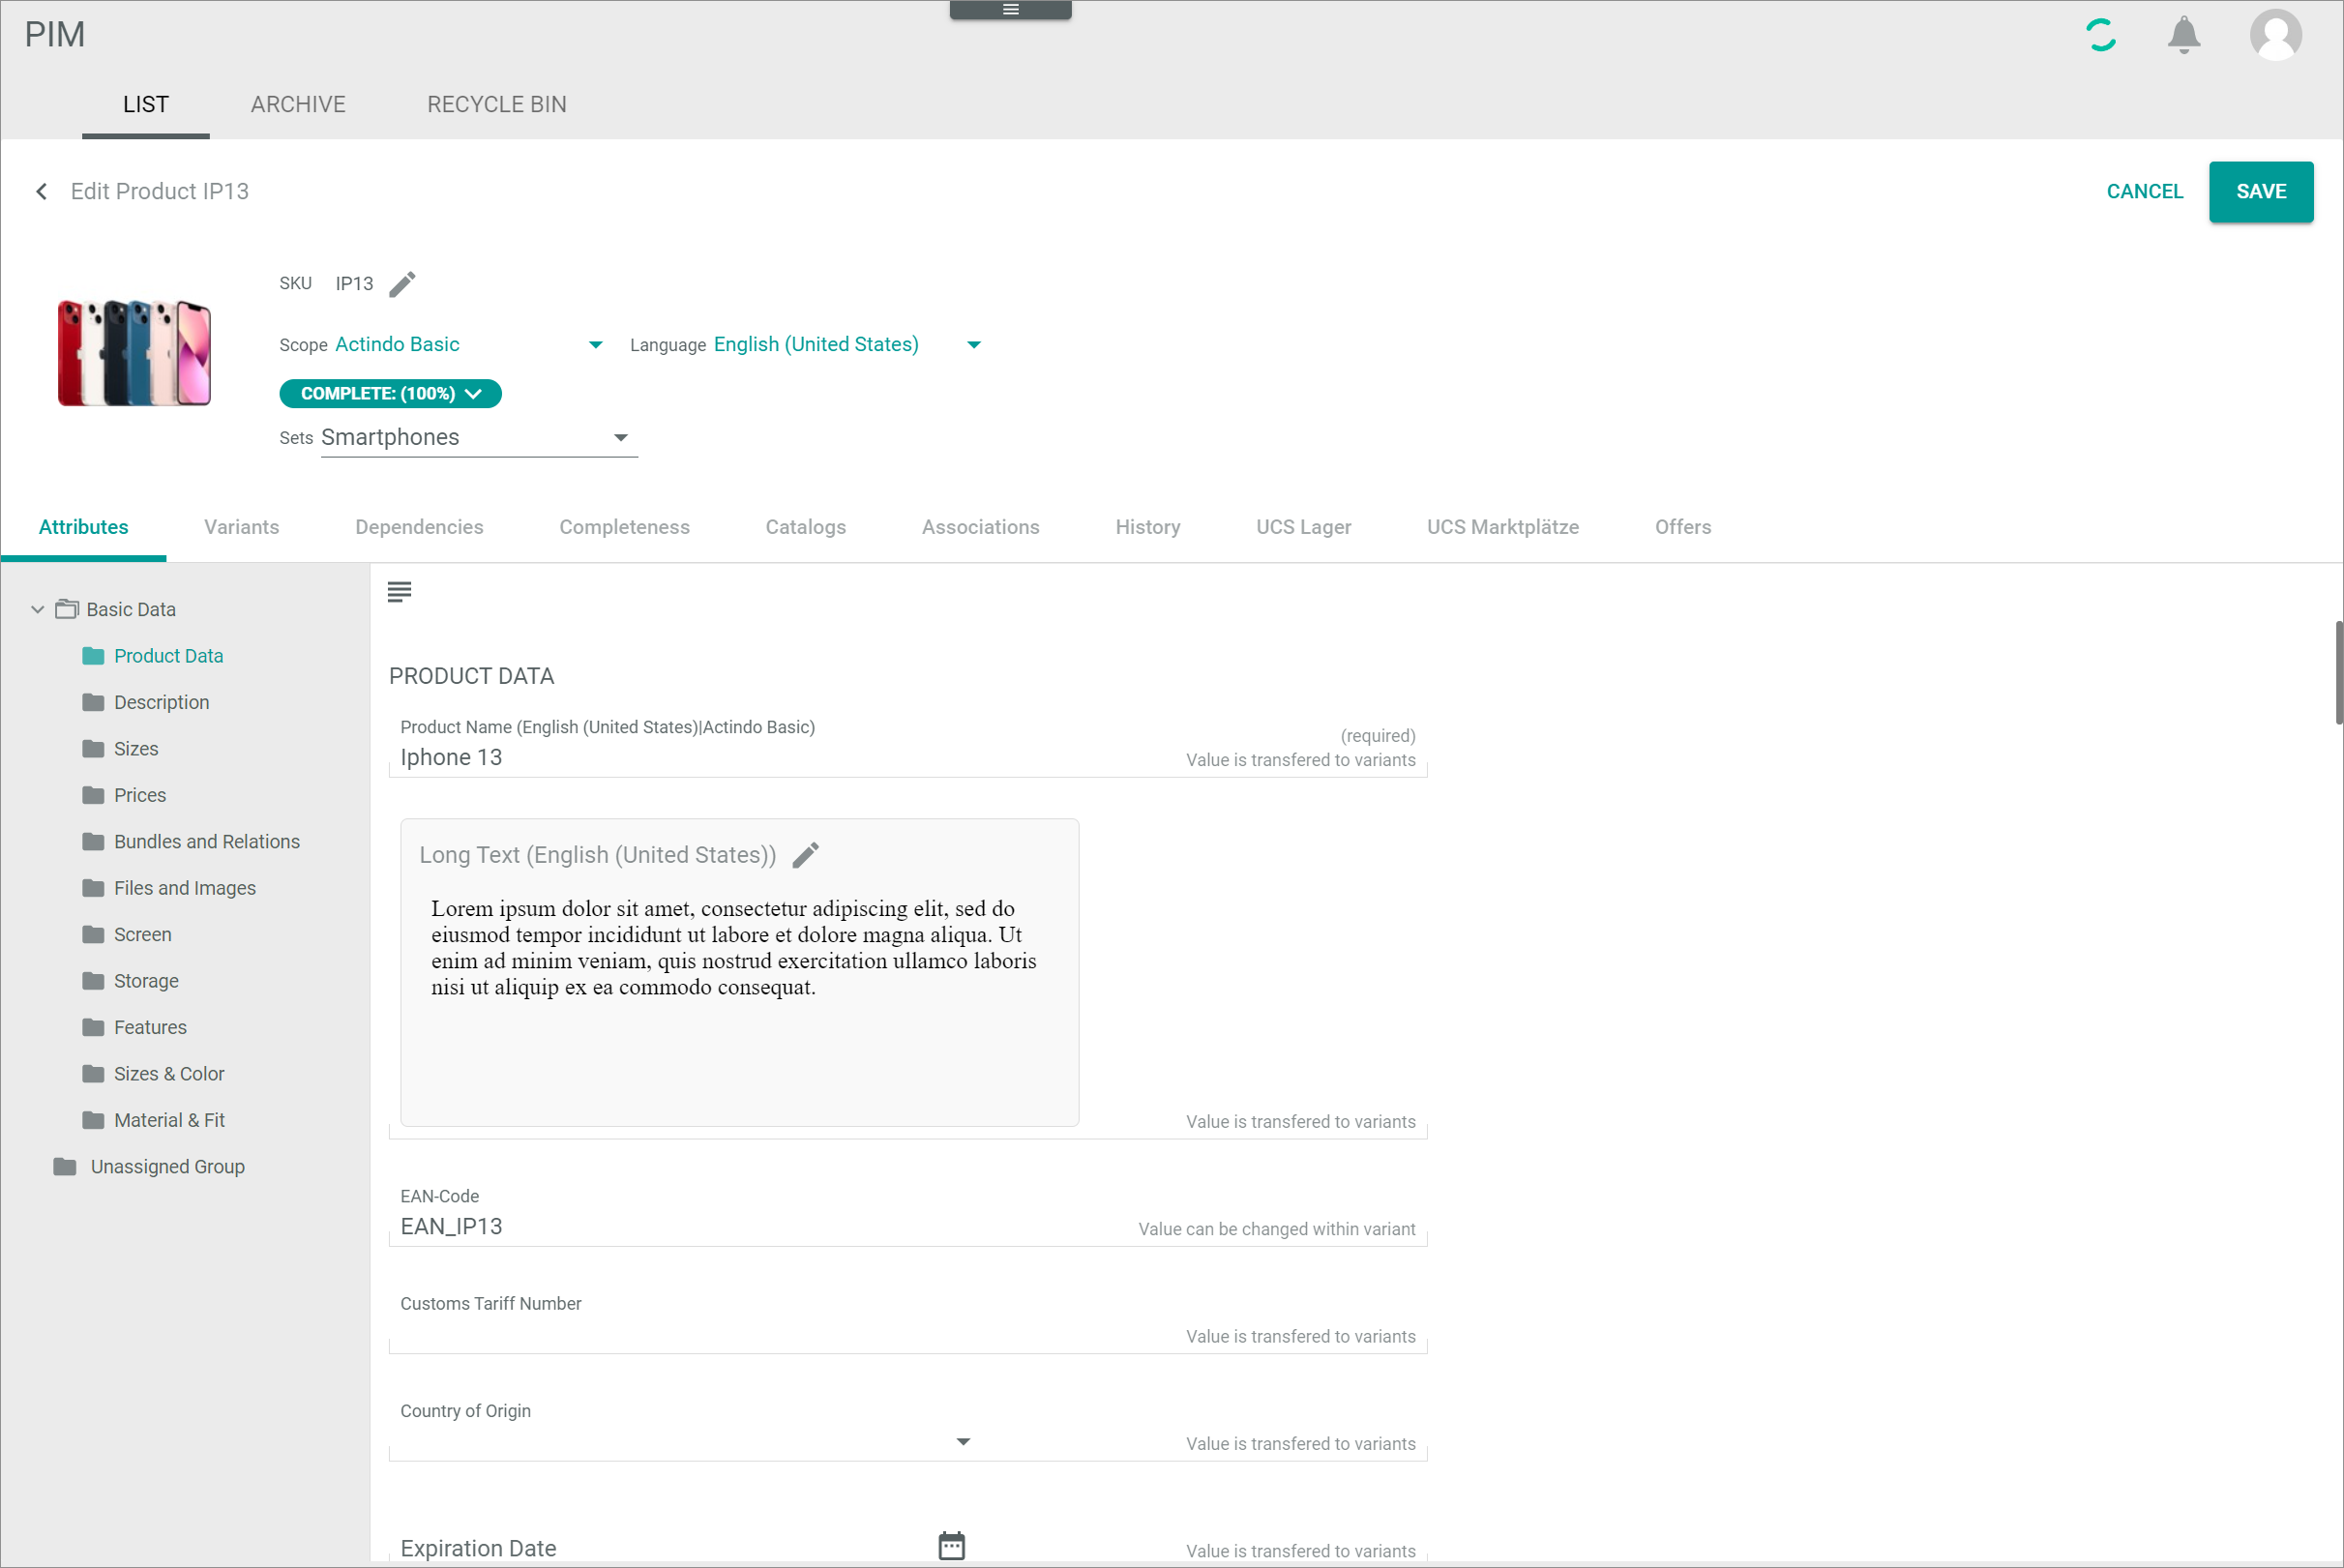 PIM
LIST
ARCHIVE
RECYCLE BIN
Edit Product IP13
CANCEL
SAVE
SKU IP13
Scope Actindo Basic
Language English (United States)
COMPLETE: (100%)
Sets Smartphones
Attributes
Variants
Dependencies
Completeness
Catalogs
Associations
History
UCS Lager
UCS Marktplätze
Offers
Basic Data
Product Data
Description
Sizes
Prices
Bundles and Relations
Files and Images
Screen
Storage
Features
Sizes & Color
Material & Fit
Unassigned Group
PRODUCT DATA
Product Name (English (United States)|Actindo Basic)
Iphone 13
(required)
Value is transfered to variants
Long Text (English (United States))
Lorem ipsum dolor sit amet, consectetur adipiscing elit, sed do
eiusmod tempor incididunt ut labore et dolore magna aliqua. Ut
enim ad minim veniam, quis nostrud exercitation ullamco laboris
nisi ut aliquip ex ea commodo consequat.
Value is transfered to variants
EAN-Code
EAN_IP13
Value can be changed within variant
Customs Tariff Number
Value is transfered to variants
Country of Origin
Value is transfered to variants
Expiration Date
Value is transfered to variants